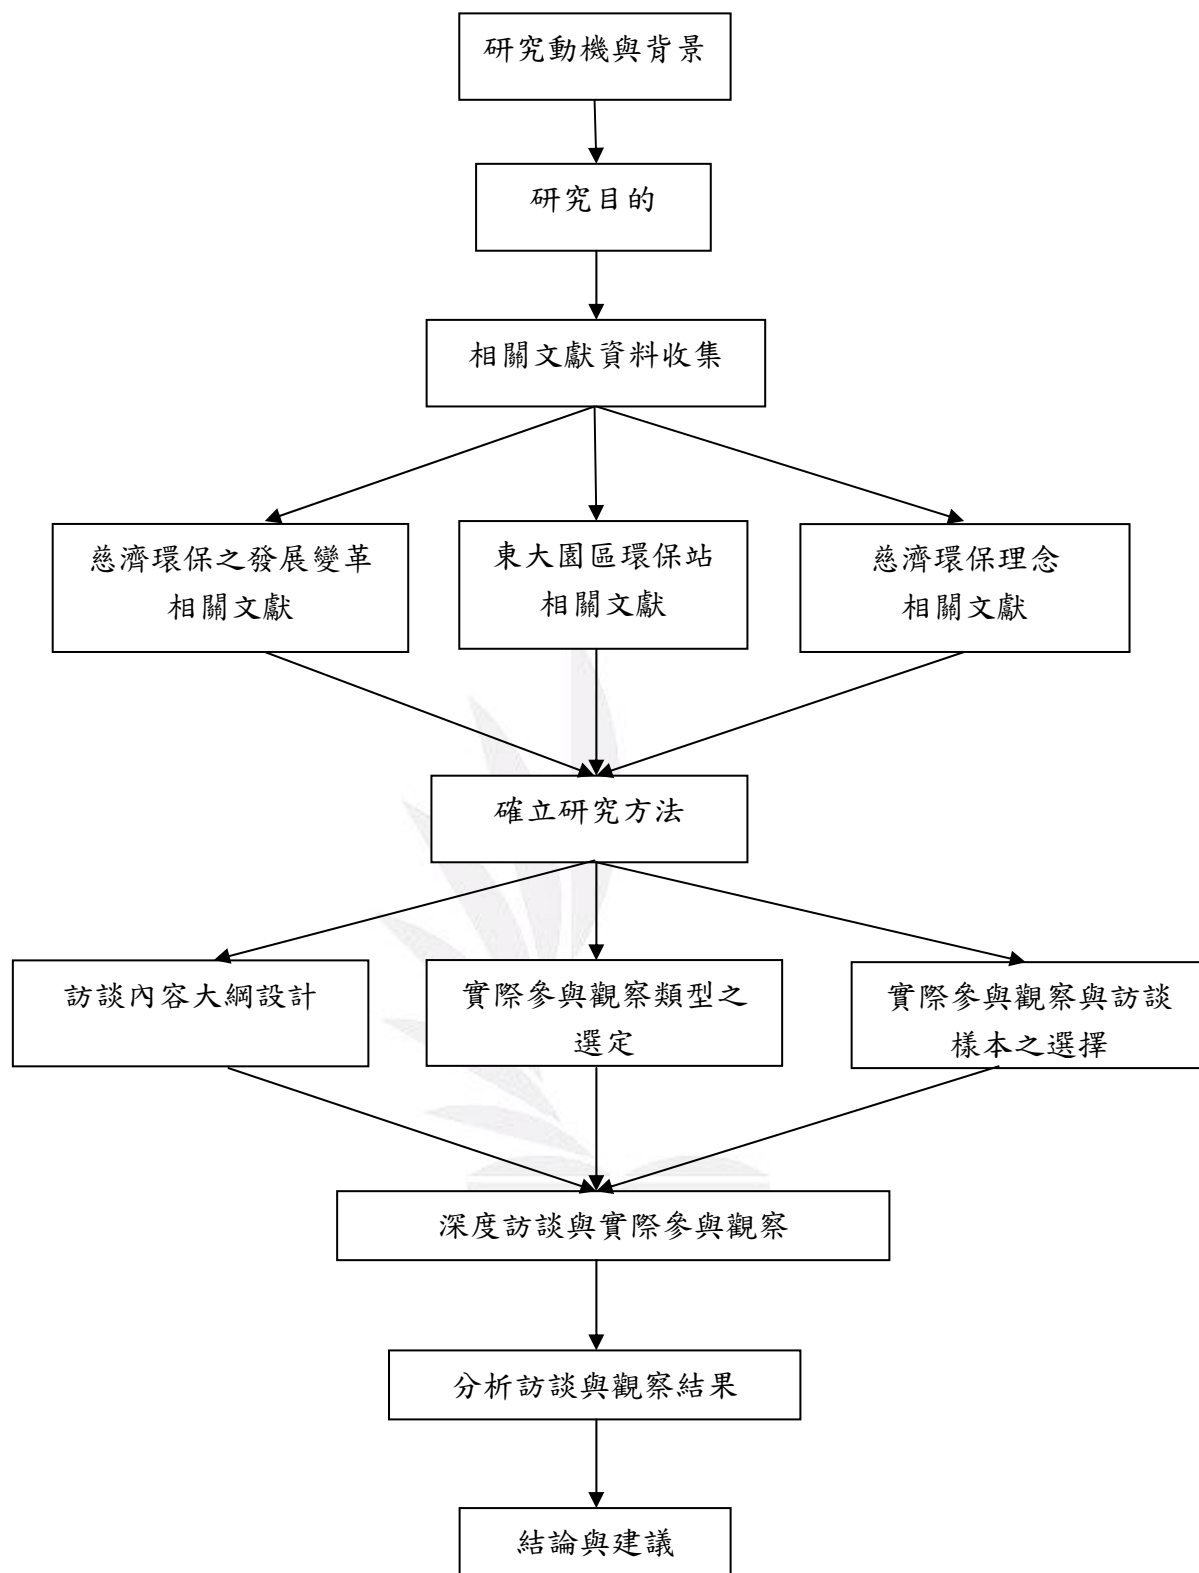 研究動機與背景
研究目的
相關文獻資料收集
慈濟環保之發展變革
相關文獻
東大園區環保站
相關文獻
慈濟環保理念
相關文獻
確立研究方法
訪談內容大綱設計
實際參與觀察類型之
選定
實際參與觀察與訪談
樣本之選擇
深度訪談與實際參與觀察
分析訪談與觀察結果
結論與建議